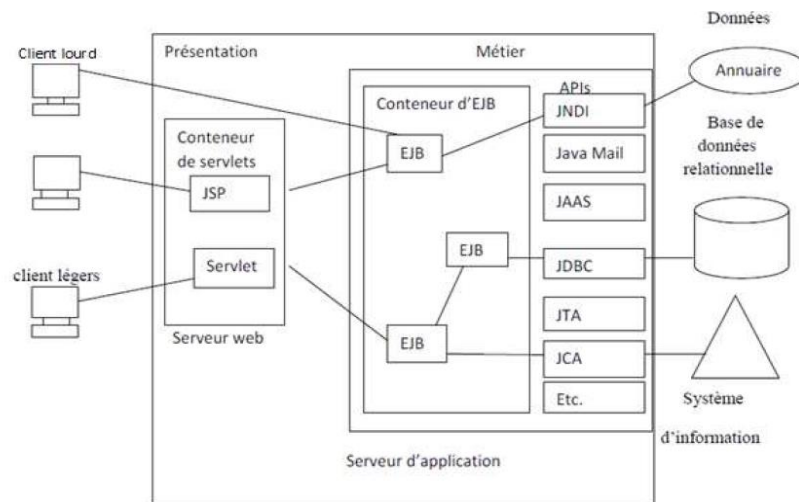 Client lourd
client légers
Présentation
Conteneur
de servlets
JSP
Servlet
Serveur web
Métier
Conteneur d'EJB
EJB
EJB
EJB
APIs
JNDI
Java Mail
JAAS
JDBC
JTA
JCA
Etc.
Serveur d'application
Données
Annuaire
Base de
données
relationnelle
Système
d'information